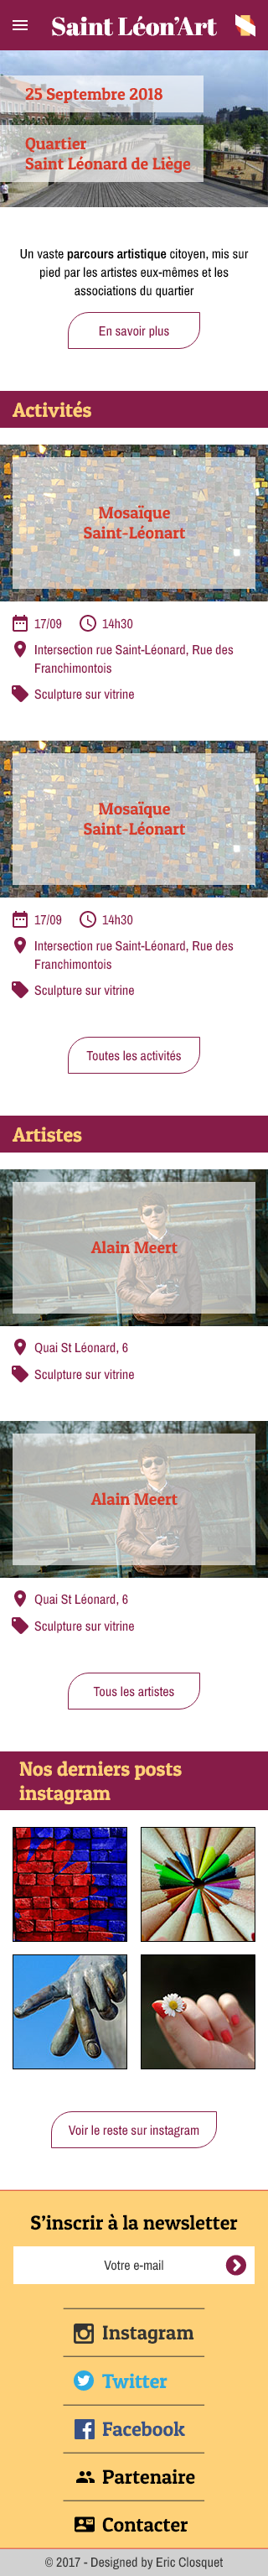 Saint Léon’Art
25 Septembre 2018
Quartier
Saint Léonard de Liège
Un vaste parcours artistique citoyen, mis sur
pied par les artistes eux-mêmes et les
associations du quartier
En savoir plus
Activités
Mosaïque
Saint-Léonart
17/09 14h30
Intersection rue Saint-Léonard, Rue des
Franchimontois
Sculpture sur vitrine
Mosaïque
Saint-Léonart
17/09 14h30
Intersection rue Saint-Léonard, Rue des
Franchimontois
Sculpture sur vitrine
Toutes les activités
Artistes
Alain Meert
Quai St Léonard, 6
Sculpture sur vitrine
Alain Meert
Quai St Léonard, 6
Sculpture sur vitrine
Tous les artistes
Nos derniers posts
instagram
Voir le reste sur instagram
S’inscrir à la newsletter
Votre e-mail
Instagram
Twitter
Facebook
Partenaire
Contacter
© 2017 - Designed by Eric Closquet